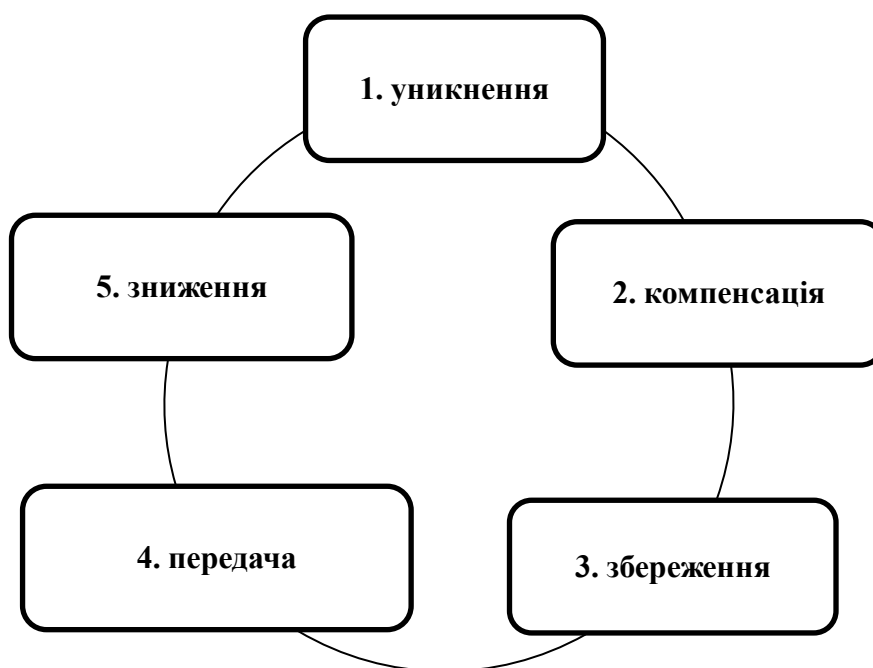 1. уникнення
2. компенсація
3. збереження
4. передача
5. зниження